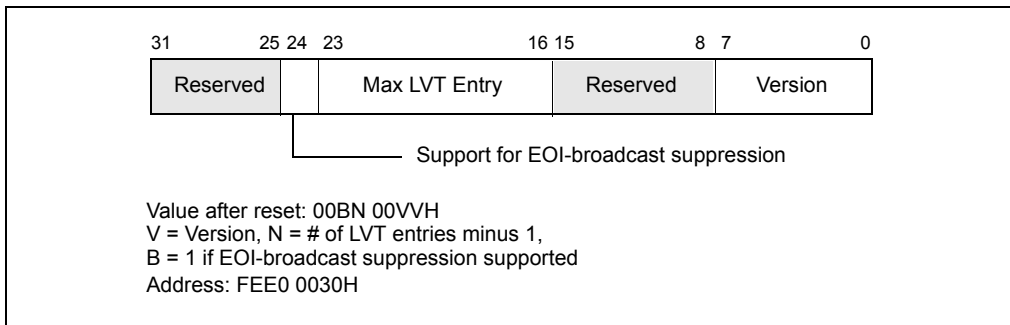 31 25 24 23 16 15 8 7 0
Reserved Max LVT Entry Reserved Version
Support for EOI-broadcast suppression
Value after reset: 00BN 00VVH
V = Version, N = # of LVT entries minus 1,
B = 1 if EOI-broadcast suppression supported
Address: FEE0 0030H